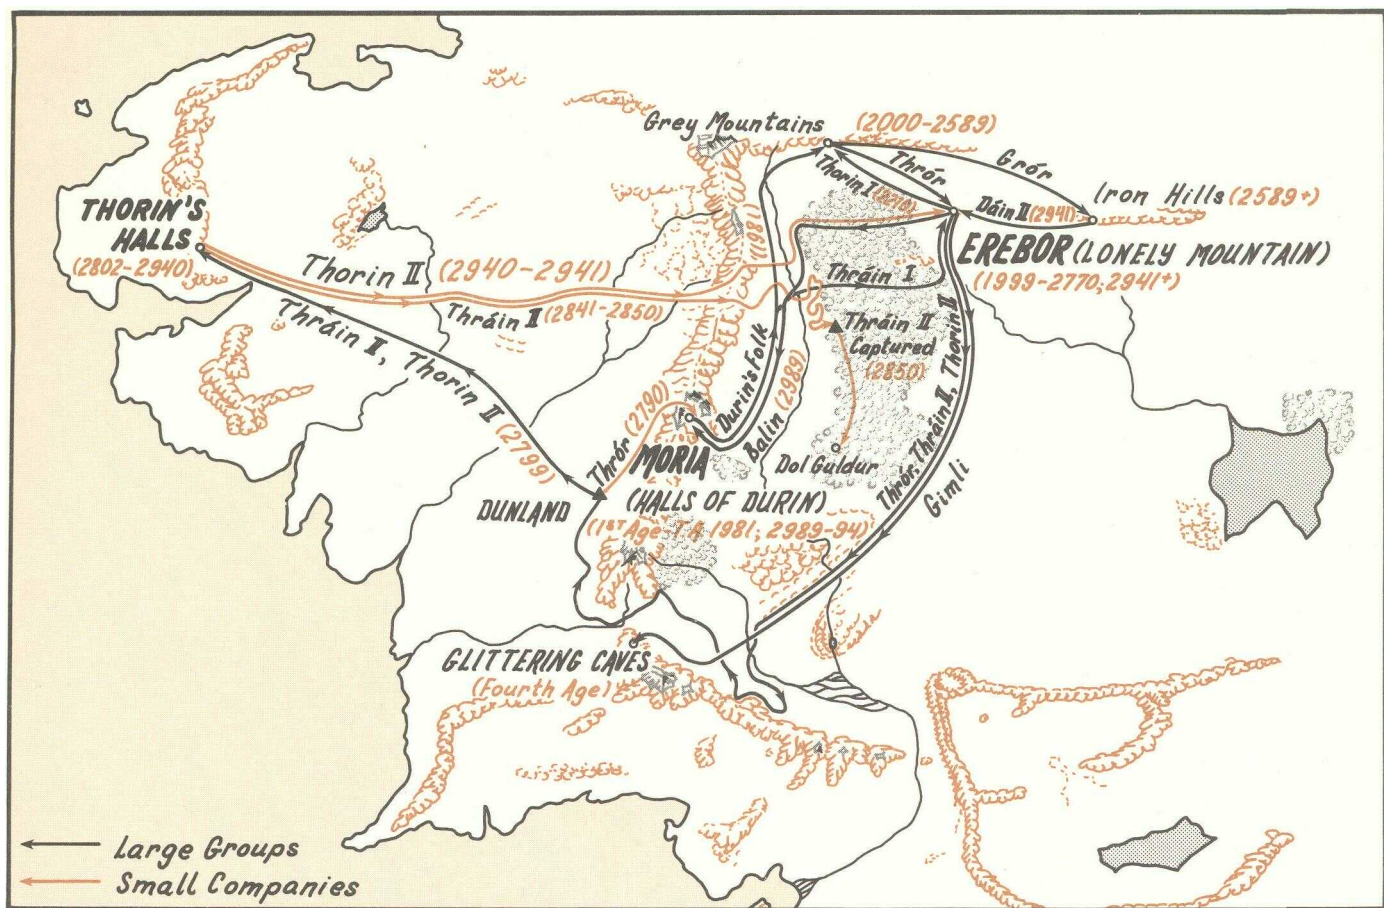 Grey Mountains
(2000-2589)
Grór
Thrór
Thorin I
Iron Hills (2589+)
Dáin II (2941)
THORIN'S
HALLS
(2802-2940)
EREBOR (LONELY MOUNTAIN)
(1999-2770; 2941+)
Thorin II (2940-2941)
Thráin II (2841-2850)
(1981)
Thráin I
Thráin II
Captured
(2850)
Thráin II, Thorin II
(2799)
Durin's Folk
Balin (2989)
Thrór (2790)
MORIA
(HALLS OF DURIN)
(1ST Age-T.A. 1981; 2989-94)
Dol Guldur
Thrór, Thráin II, Thorin II
Gimli
DUNLAND
GLITTERING CAVES
(Fourth Age)
Large Groups
Small Companies